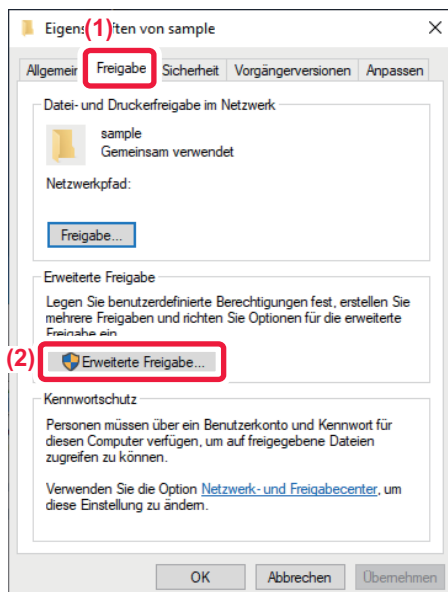 Eigens ften von sample
(1)
Allgemein Freigabe Sicherheit Vorgängerversionen Anpassen
Datei- und Druckerfreigabe im Netzwerk
sample
Gemeinsam verwendet
Netzwerkpfad:
Freigabe...
Erweiterte Freigabe
Legen Sie benutzerdefinierte Berechtigungen fest, erstellen Sie
mehrere Freigaben und richten Sie Optionen für die erweiterte
Freigabe ein.
(2)
Erweiterte Freigabe...
Kennwortschutz
Personen müssen über ein Benutzerkonto und Kennwort für
diesen Computer verfügen, um auf freigegebene Dateien
zugreifen zu können.
Verwenden Sie die Option Netzwerk- und Freigabecenter, um
diese Einstellung zu ändern.
OK Abbrechen Übernehmen